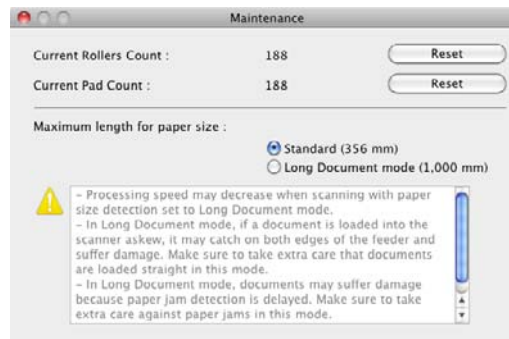 Maintenance
Current Rollers Count : 188 Reset
Current Pad Count : 188 Reset
Maximum length for paper size :
Standard (356 mm)
Long Document mode (1,000 mm)
- Processing speed may decrease when scanning with paper
size detection set to Long Document mode.
- In Long Document mode, if a document is loaded into the
scanner askew, it may catch on both edges of the feeder and
suffer damage. Make sure to take extra care that documents
are loaded straight in this mode.
- In Long Document mode, documents may suffer damage
because paper jam detection is delayed. Make sure to take
extra care against paper jams in this mode.